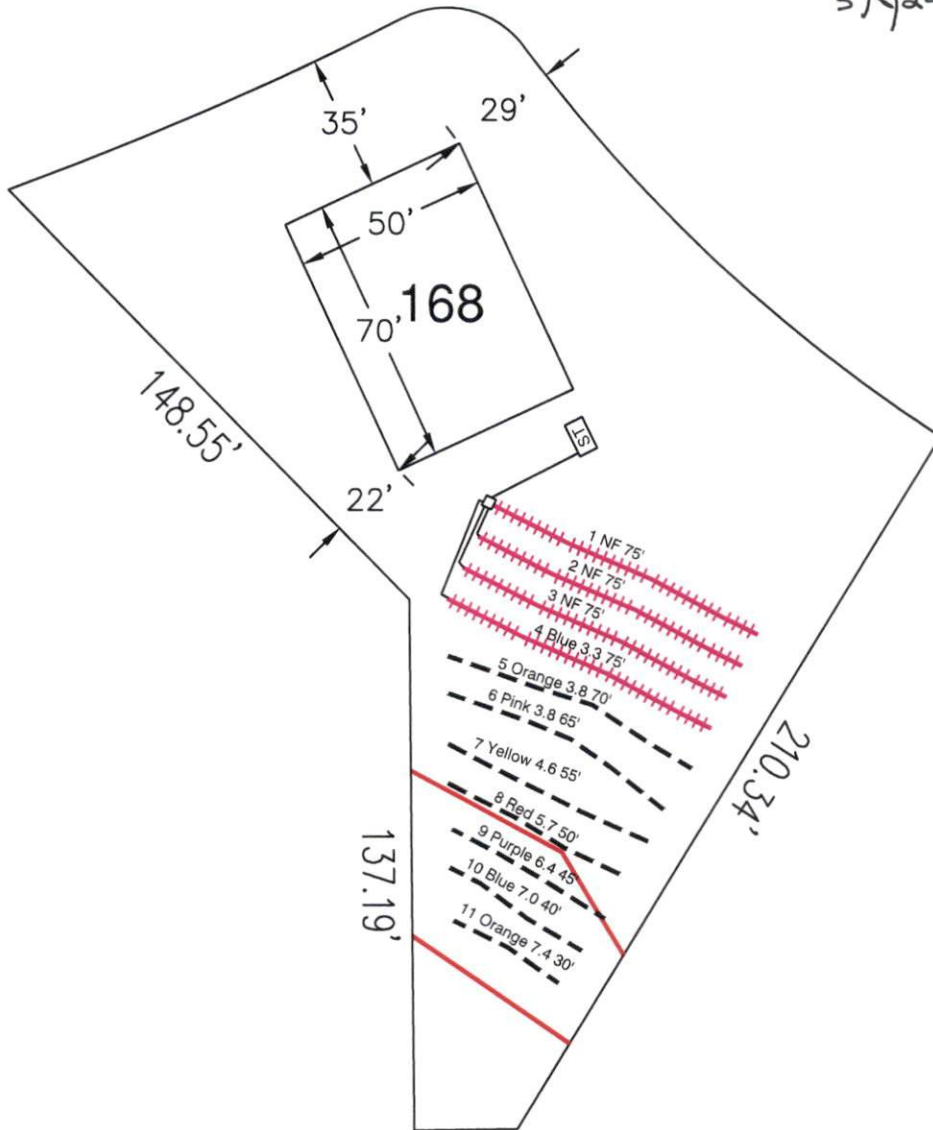 35'
29'
50'
70'
168
148.55'
22'
ST
1 NF 75'
2 NF 75'
3 NF 75'
4 Blue 3.3 75'
5 Orange 3.8 70'
6 Pink 3.8 65'
7 Yellow 4.6 55'
8 Red 5.7 50'
9 Purple 6.4 45'
10 Blue 7.0 40'
11 Orange 7.4 30'
210.34'
137.19'